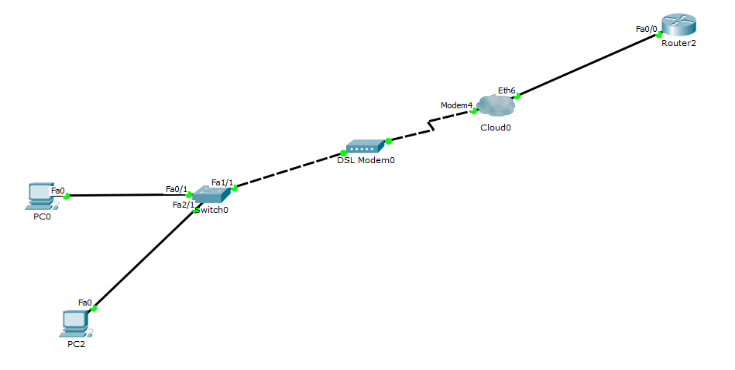 Fa0/0
Router2
Eth6
Modem4
Cloud0
DSL Modem0
Fa1/1
Fa0/1
Fa0
Fa2/1
Switch0
PC0
Fa0
PC2